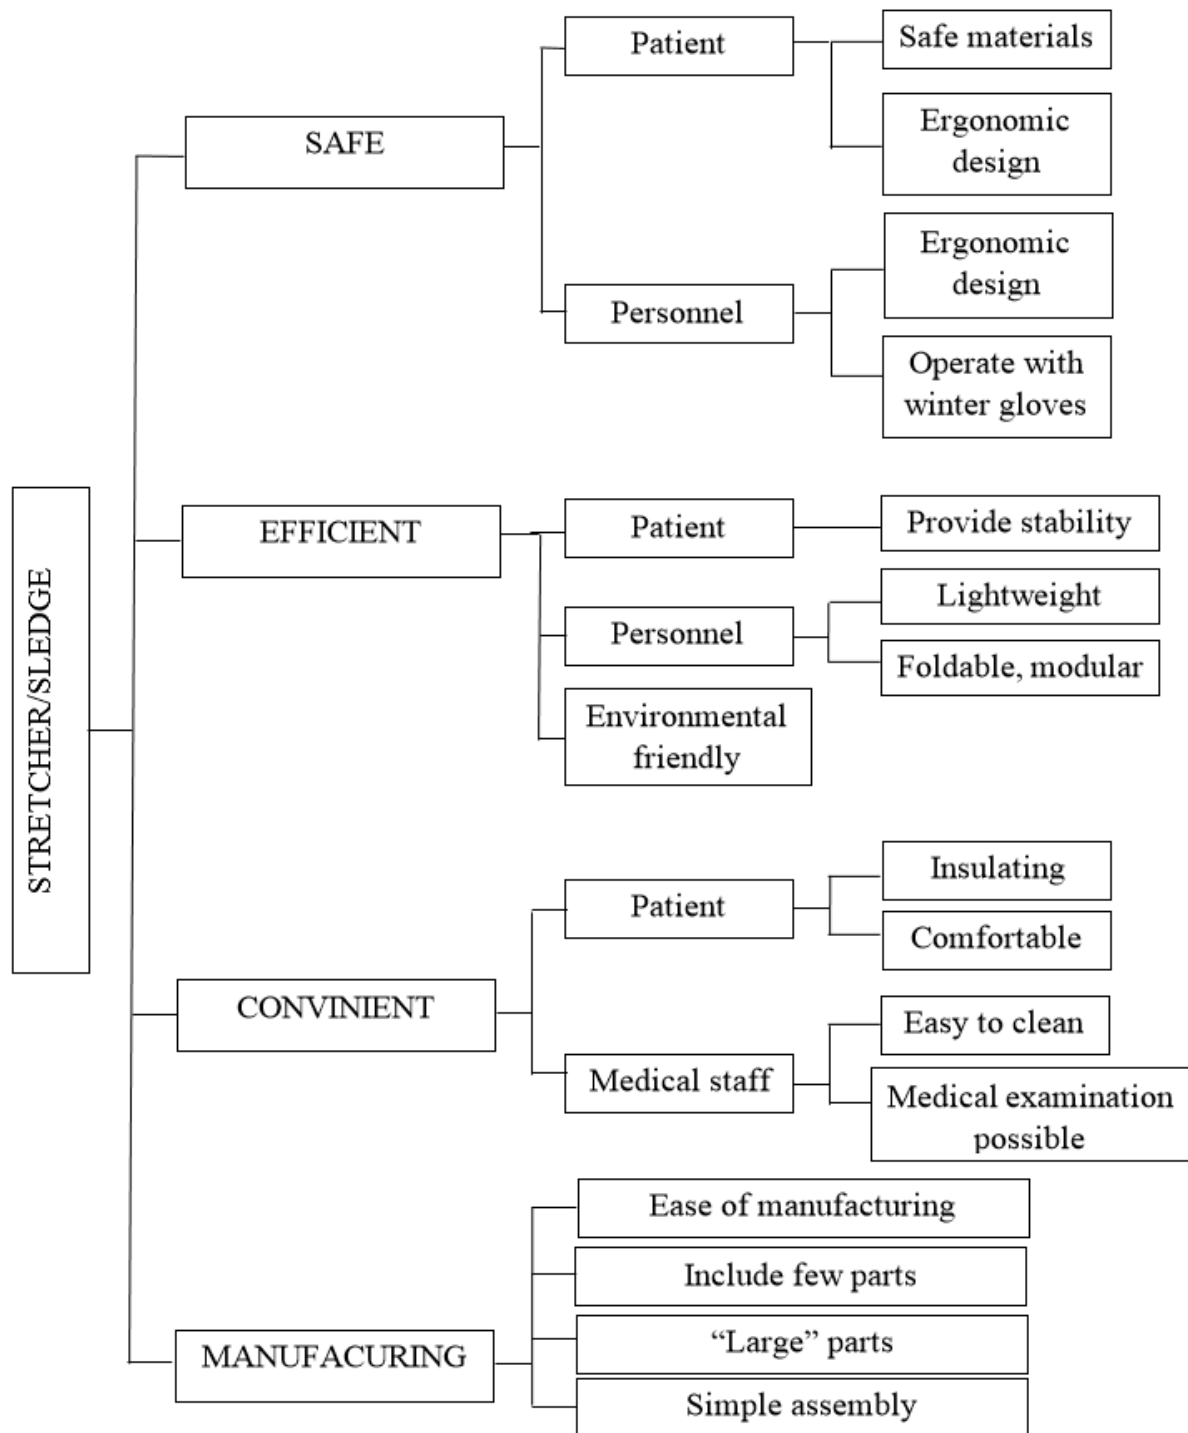 STRETCHER/SLEDGE
SAFE
Patient
Safe materials
Ergonomic
design
Personnel
Ergonomic
design
Operate with
winter gloves
EFFICIENT
Patient
Provide stability
Personnel
Lightweight
Foldable, modular
Environmental
friendly
CONVINIENT
Patient
Insulating
Comfortable
Medical staff
Easy to clean
Medical examination
possible
MANUFACURING
Ease of manufacturing
Include few parts
“Large” parts
Simple assembly